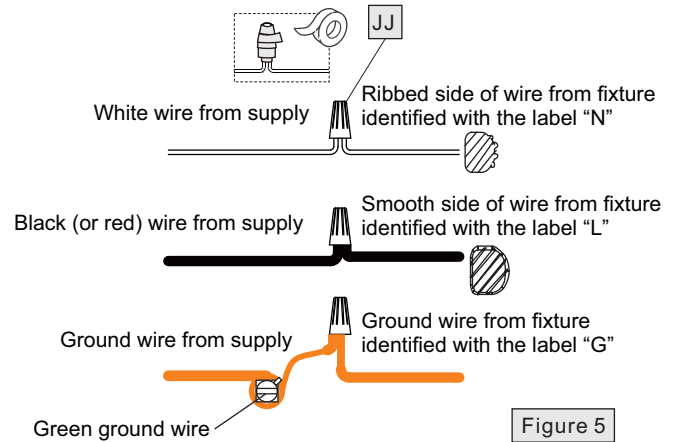 JJ
White wire from supply
Ribbed side of wire from fixture
identified with the label “N”
Black (or red) wire from supply
Smooth side of wire from fixture
identified with the label “L”
Ground wire from supply
Ground wire from fixture
identified with the label “G”
Green ground wire
Figure 5